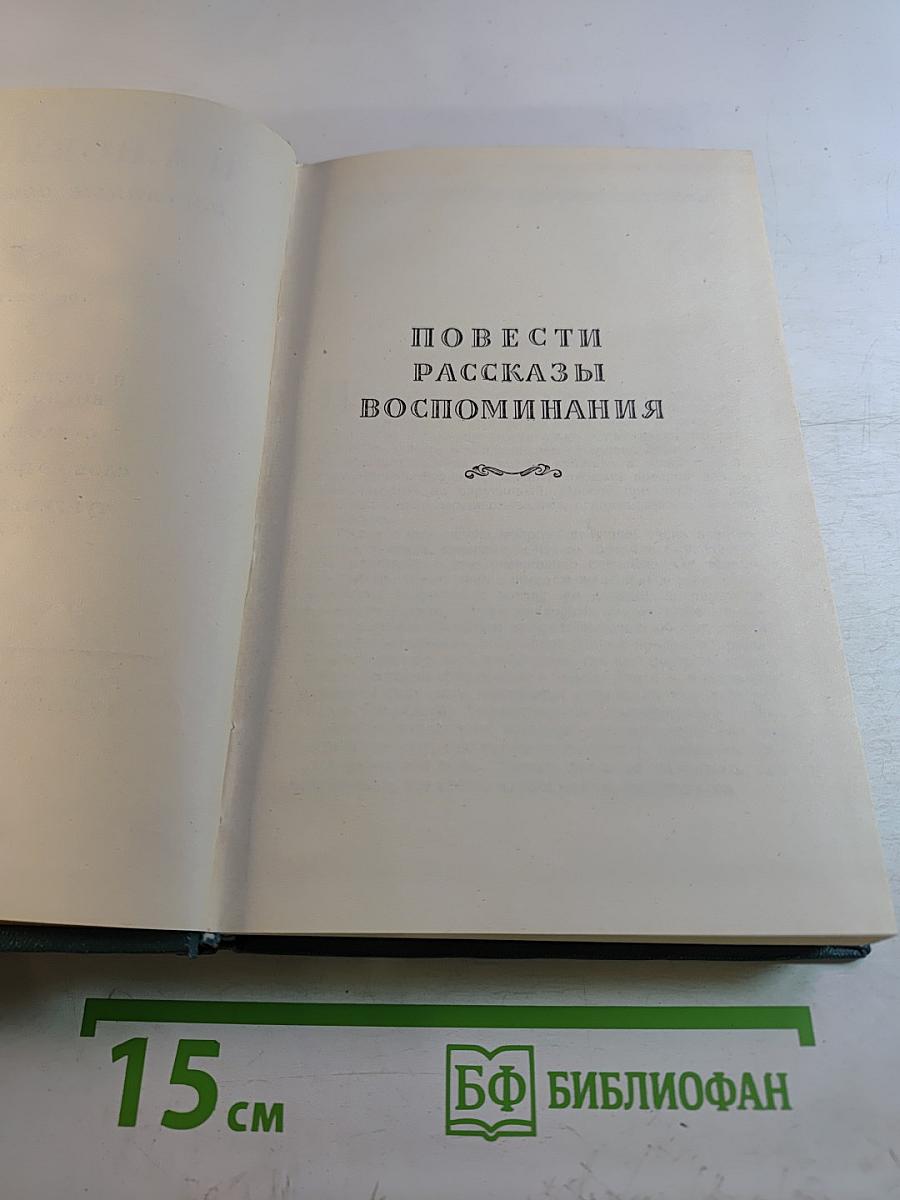 ПОВЕСТИ
РАССКАЗЫ
ВОСПОМИНАНИЯ
15 см
БФ БИБЛИОФАН